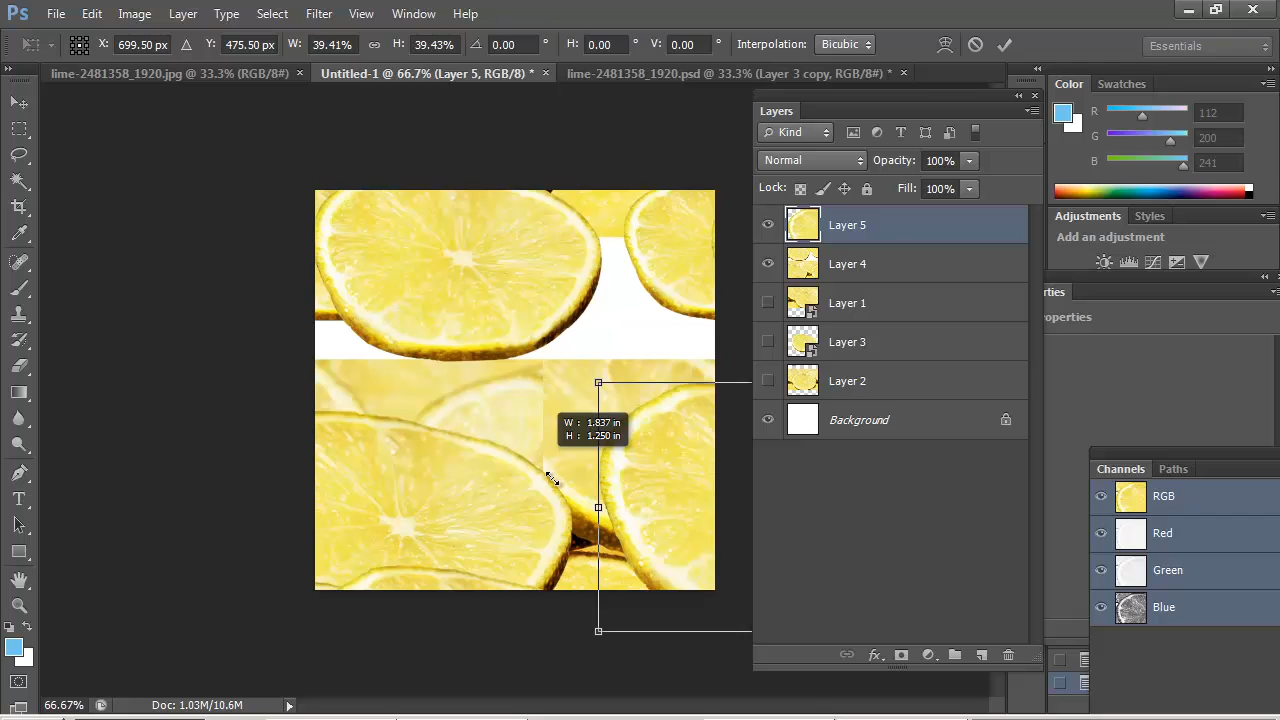 Ps File Edit Image Layer Type Select Filter View Window Help
X: 699.50 px Y: 475.50 px W: 39.41% H: 39.43% 0.00 ° H: 0.00 ° V: 0.00 ° Interpolation: Bicubic Essentials
lime-2481358_1920.jpg @ 33.3% (RGB/8#) × Untitled-1 @ 66.7% (Layer 5, RGB/8) * × lime-2481358_1920.psd @ 33.3% (Layer 3 copy, RGB/8#) * ×
Color Swatches
R 112
G 200
B 241
Layers
Kind
Normal Opacity: 100%
Lock: Fill: 100%
Layer 5
Layer 4
Layer 1
Layer 3
Layer 2
Background
Adjustments Styles
Add an adjustment
rties
roperties
W : 1.837 in
H : 1.250 in
Channels Paths
RGB
Red
Green
Blue
66.67% Doc: 1.03M/10.6M